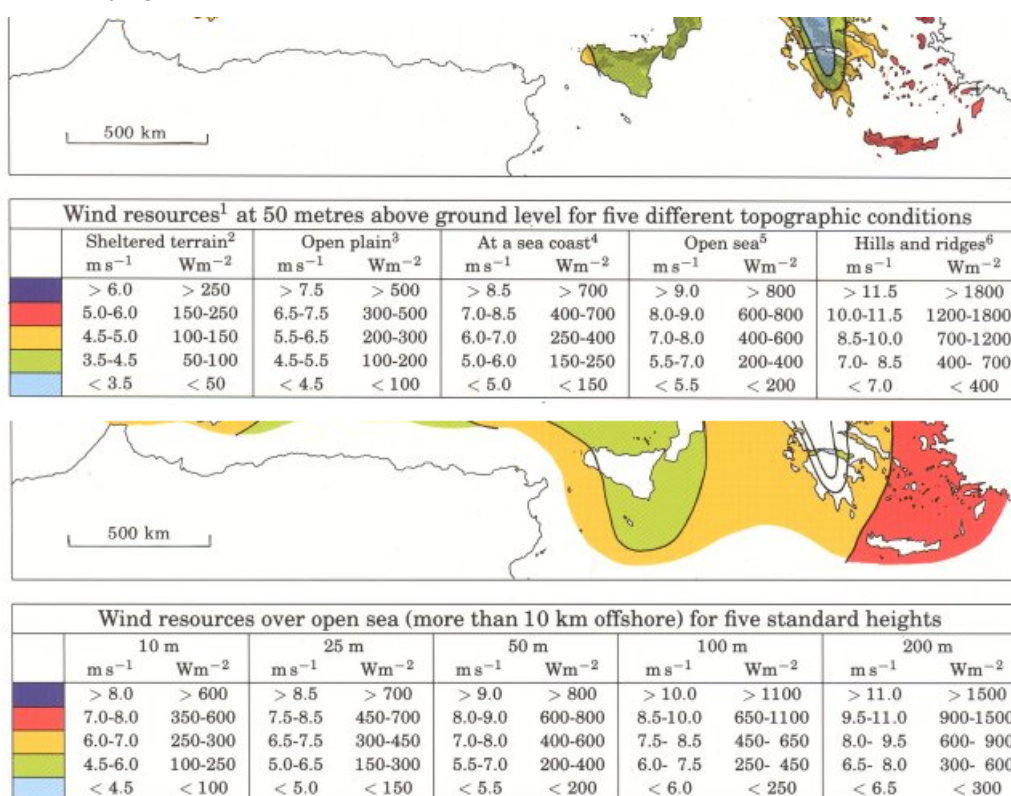 500 km
Wind resources¹ at 50 metres above ground level for five different topographic conditions
Sheltered terrain² Open plain³ At a sea coast⁴ Open sea⁵ Hills and ridges⁶
m s⁻¹ Wm⁻² m s⁻¹ Wm⁻² m s⁻¹ Wm⁻² m s⁻¹ Wm⁻² m s⁻¹ Wm⁻²
> 6.0 > 250 > 7.5 > 500 > 8.5 > 700 > 9.0 > 800 > 11.5 > 1800
5.0-6.0 150-250 6.5-7.5 300-500 7.0-8.5 400-700 8.0-9.0 600-800 10.0-11.5 1200-1800
4.5-5.0 100-150 5.5-6.5 200-300 6.0-7.0 250-400 7.0-8.0 400-600 8.5-10.0 700-1200
3.5-4.5 50-100 4.5-5.5 100-200 5.0-6.0 150-250 5.5-7.0 200-400 7.0- 8.5 400- 700
< 3.5 < 50 < 4.5 < 100 < 5.0 < 150 < 5.5 < 200 < 7.0 < 400
500 km
Wind resources over open sea (more than 10 km offshore) for five standard heights
10 m 25 m 50 m 100 m 200 m
m s⁻¹ Wm⁻² m s⁻¹ Wm⁻² m s⁻¹ Wm⁻² m s⁻¹ Wm⁻² m s⁻¹ Wm⁻²
> 8.0 > 600 > 8.5 > 700 > 9.0 > 800 > 10.0 > 1100 > 11.0 > 1500
7.0-8.0 350-600 7.5-8.5 450-700 8.0-9.0 600-800 8.5-10.0 650-1100 9.5-11.0 900-1500
6.0-7.0 250-300 6.5-7.5 300-450 7.0-8.0 400-600 7.5- 8.5 450- 650 8.0- 9.5 600- 900
4.5-6.0 100-250 5.0-6.5 150-300 5.5-7.0 200-400 6.0- 7.5 250- 450 6.5- 8.0 300- 600
< 4.5 < 100 < 5.0 < 150 < 5.5 < 200 < 6.0 < 250 < 6.5 < 300